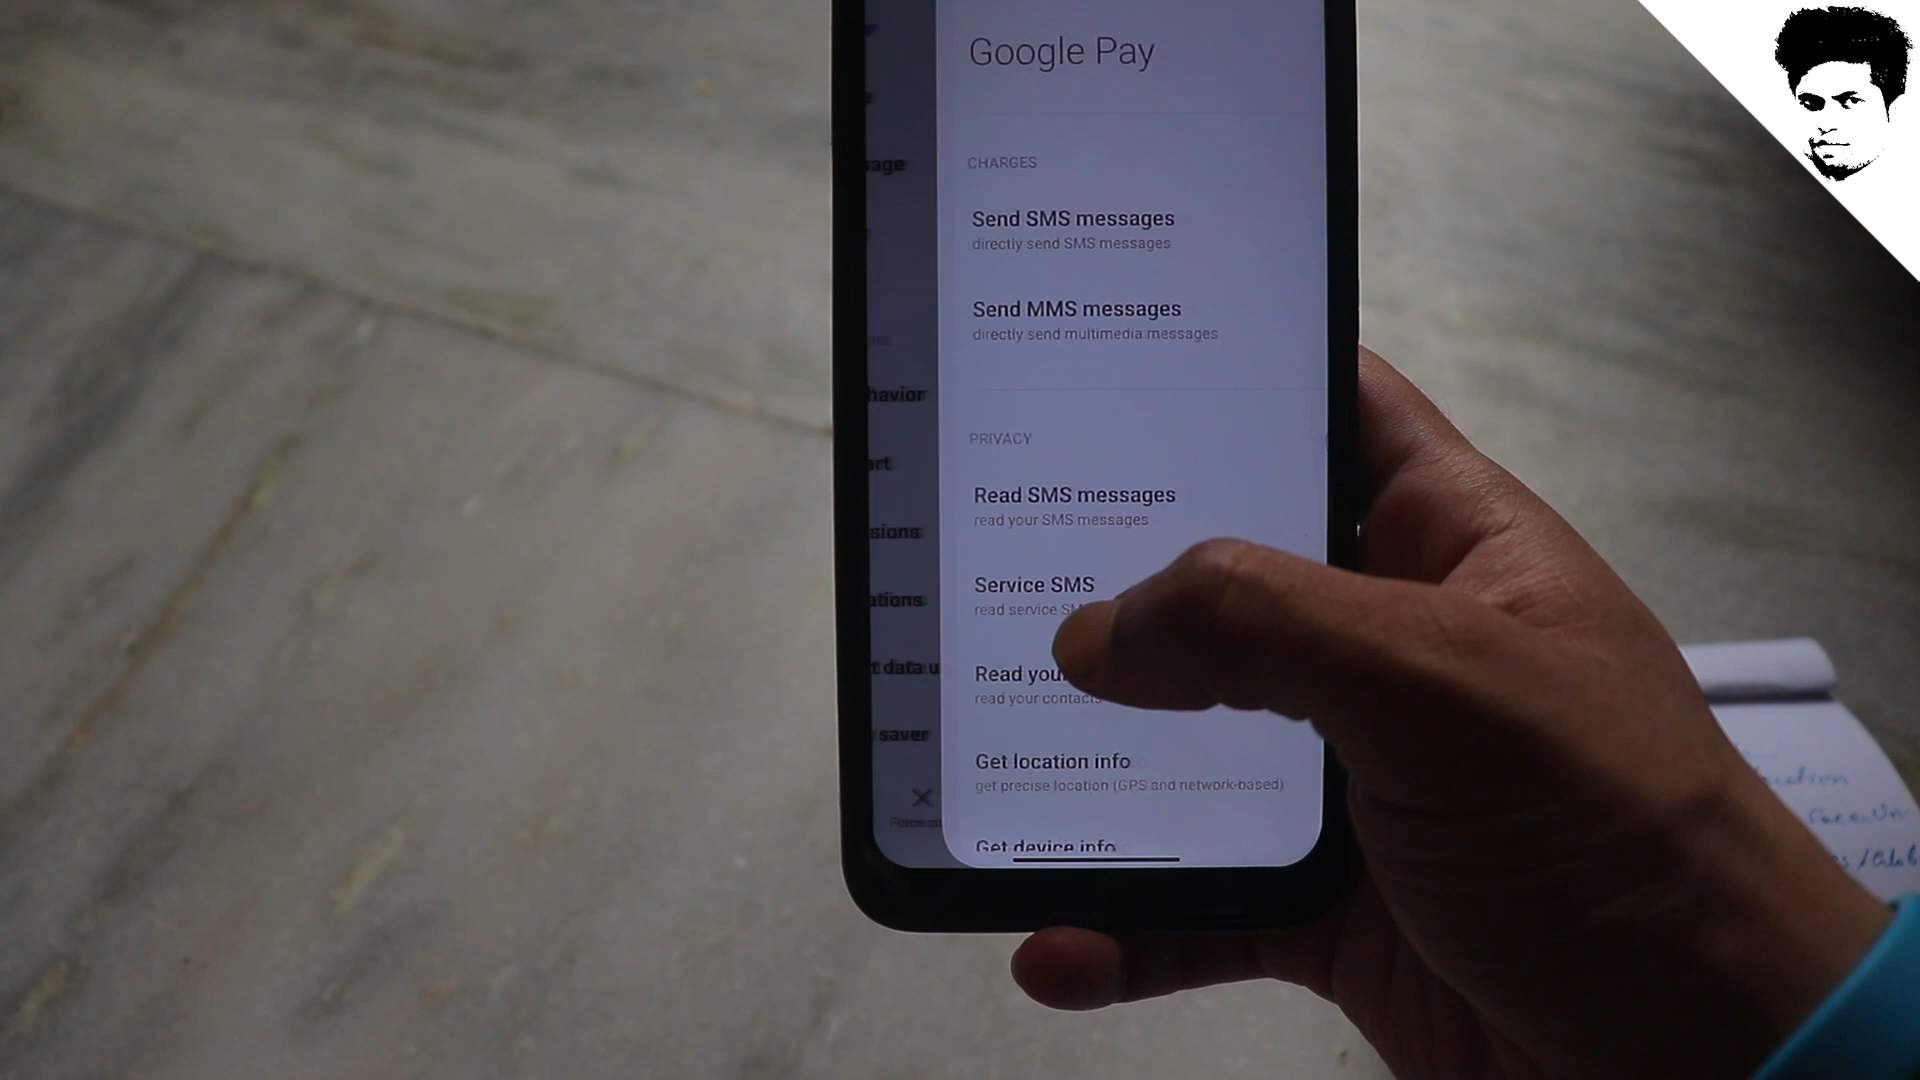 Google Pay
CHARGES
Send SMS messages
directly send SMS messages
Send MMS messages
directly send multimedia messages
PRIVACY
Read SMS messages
read your SMS messages
Service SMS
read service
Read
read your contacts
Get location info
get precise location (GPS and network-based)
Get device info
saver